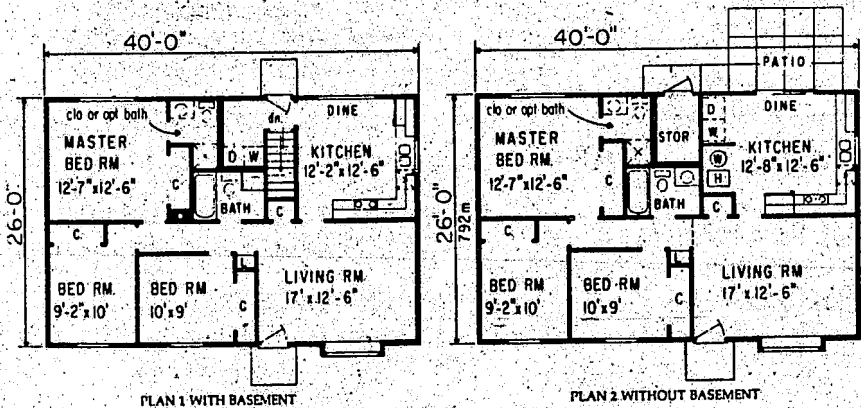 40'-0"
26'-0"
clo or opt bath
MASTER
BED RM.
12'-7"x12'-6"
C
D W
dn.
DINE
KITCHEN
12'-2"x12'-6"
BATH
C
C.
BED RM.
9'-2"x10'
BED RM
10'x9'
L
C
LIVING RM
17' x 12'-6"
PLAN 1 WITH BASEMENT
40'-0"
PATIO
26'-0"
792m
clo or opt bath
MASTER
BED RM.
12'-7"x12'-6"
C
STOR
D
W
DINE
KITCHEN
12'-8"x12'-6"
W
H
BATH
C
C.
BED RM
9'-2"x10'
BED RM
10'x9'
L
C
LIVING RM
17' x 12'-6"
PLAN 2 WITHOUT BASEMENT